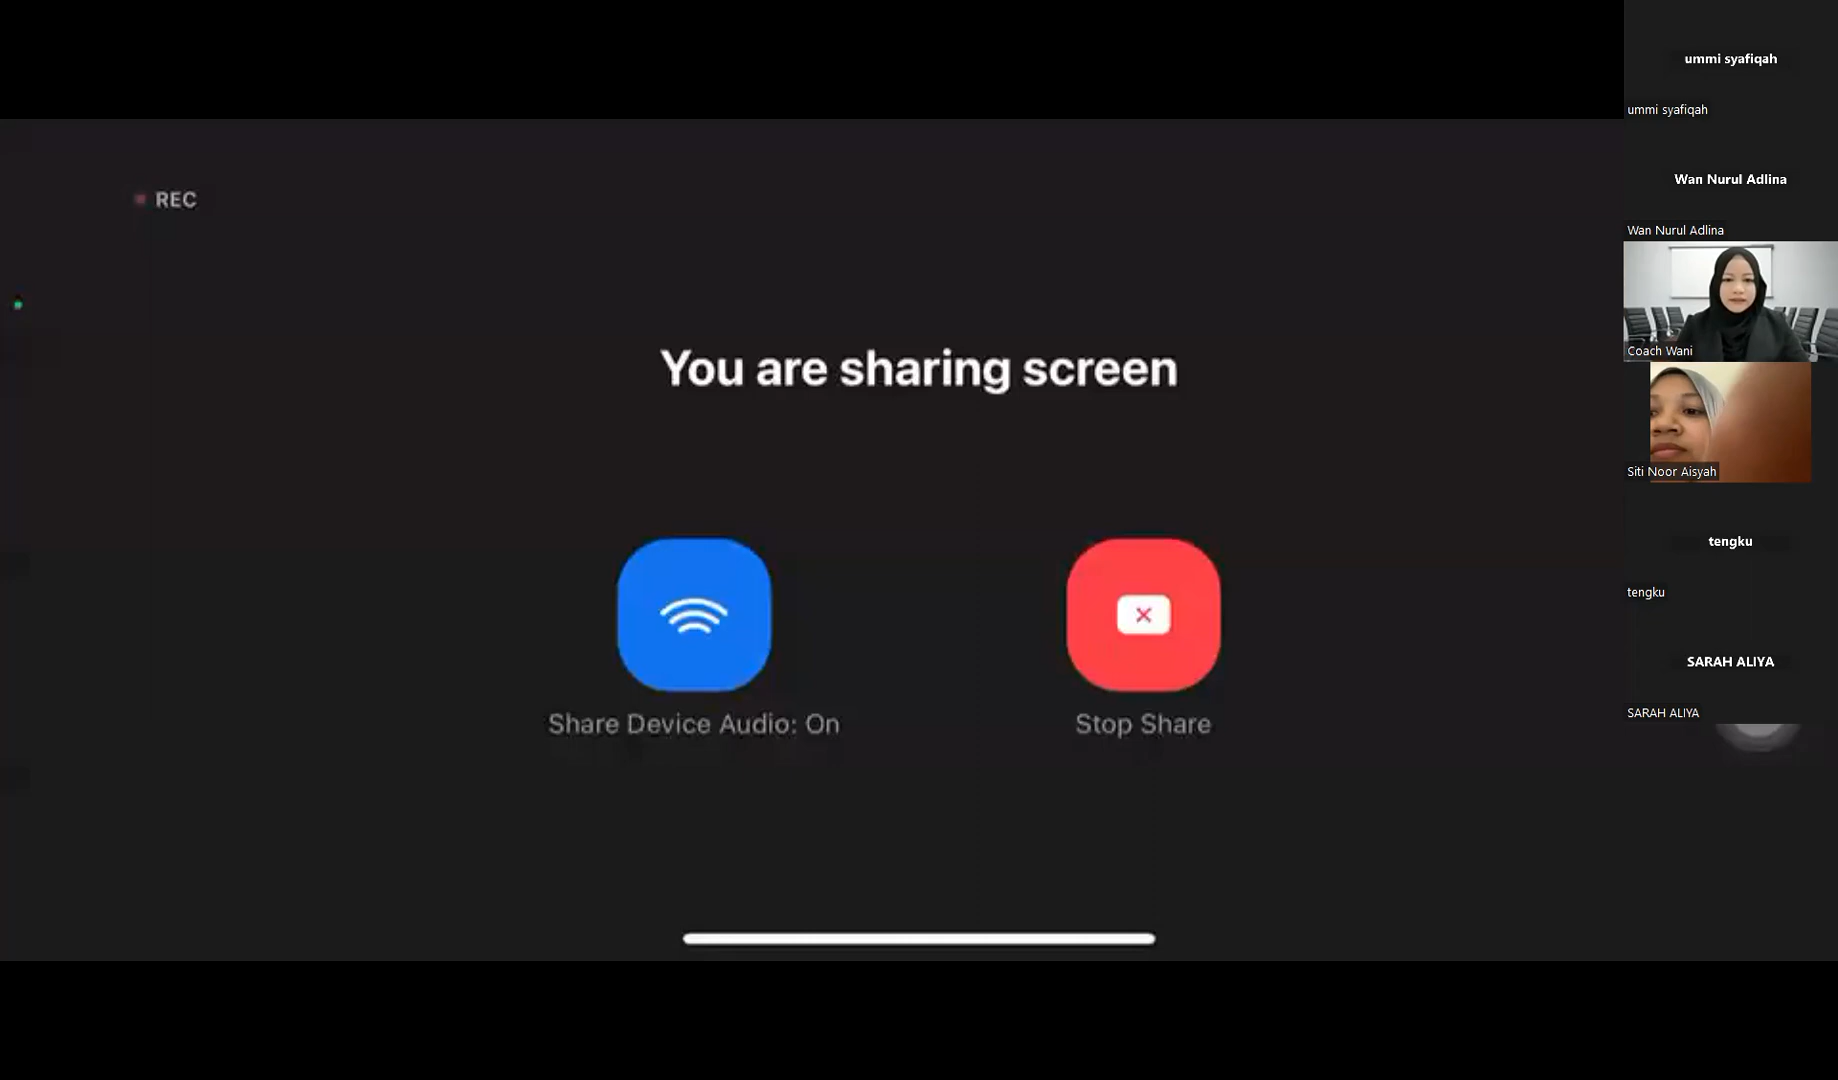 REC
You are sharing screen
Share Device Audio: On
Stop Share
ummi syafiqah
ummi syafiqah
Wan Nurul Adlina
Wan Nurul Adlina
Coach Wani
Siti Noor Aisyah
tengku
tengku
SARAH ALIYA
SARAH ALIYA